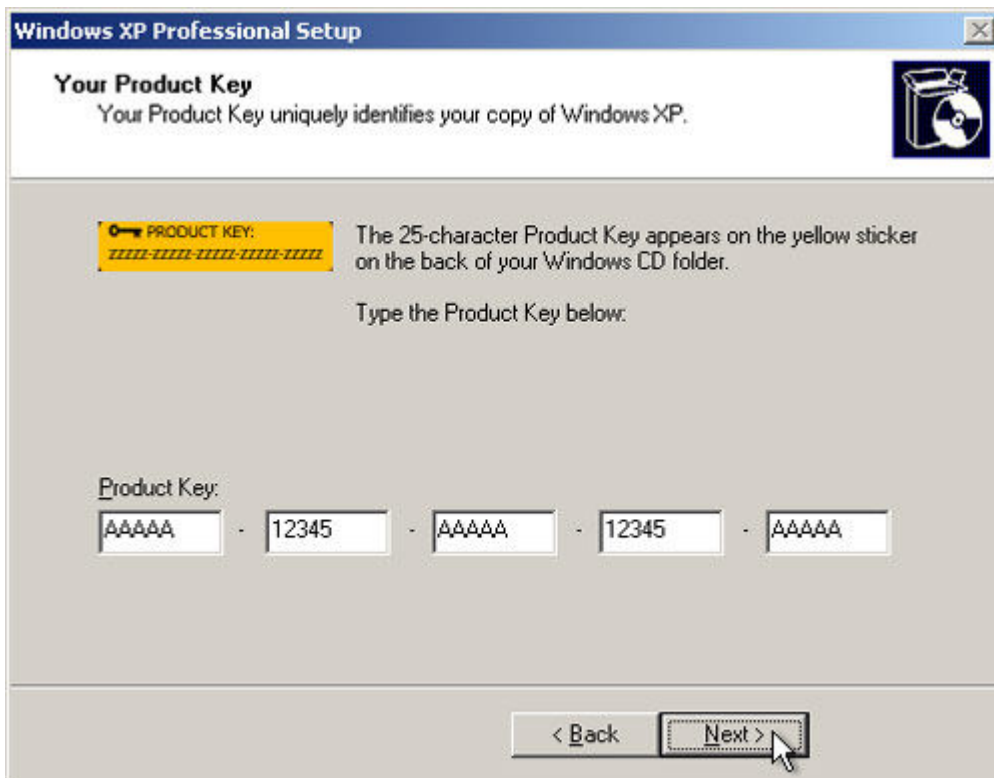 Windows XP Professional Setup
Your Product Key
Your Product Key uniquely identifies your copy of Windows XP.
PRODUCT KEY:
ZZZZZ-ZZZZZ-ZZZZZ-ZZZZZ-ZZZZZ
The 25-character Product Key appears on the yellow sticker
on the back of your Windows CD folder.
Type the Product Key below:
Product Key:
AAAAA - 12345 - AAAAA - 12345 - AAAAA
< Back Next >